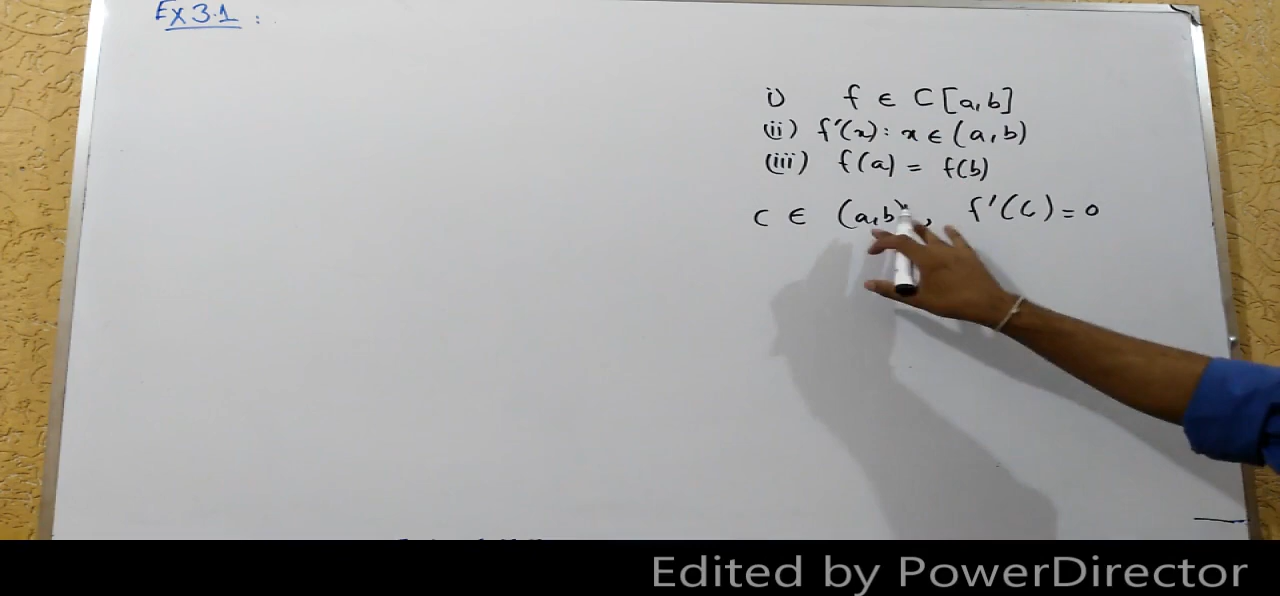 Ex 3.1 :
i) f ∈ C [a, b]
(ii) f'(x) : x ∈ (a, b)
(iii) f(a) = f(b)
C ∈ (a, b), f'(c) = 0
Edited by PowerDirector